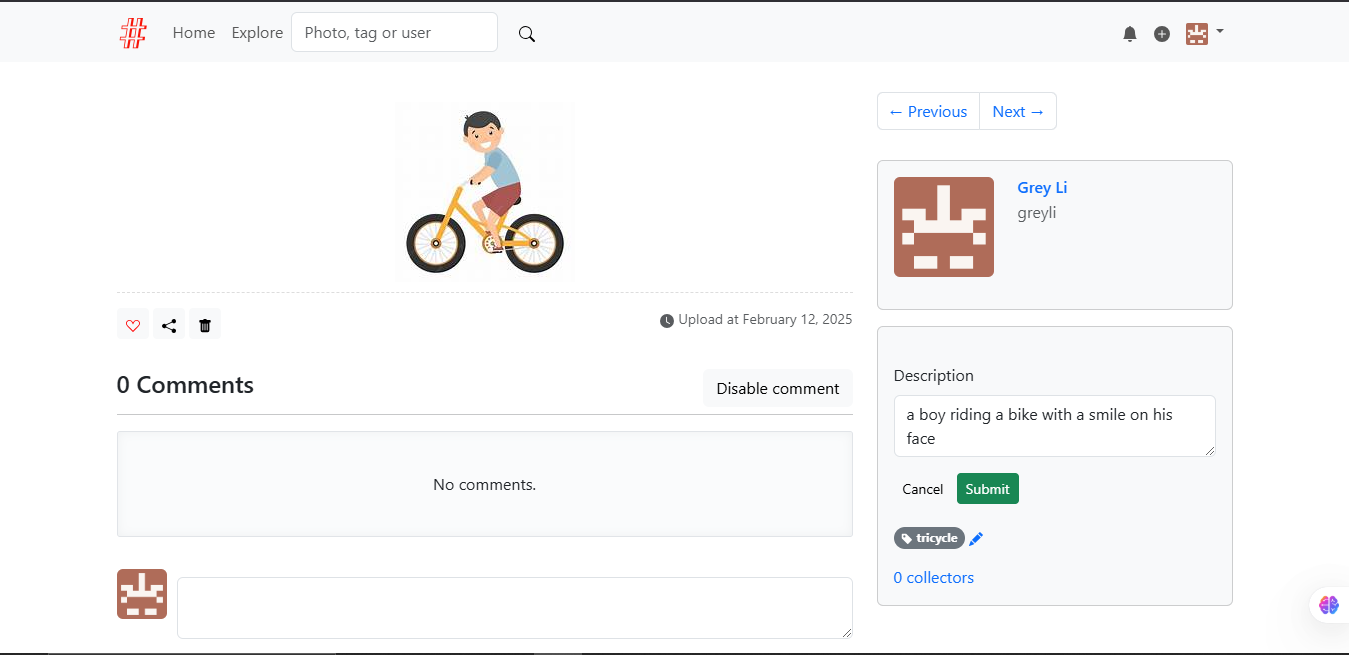 #
Home Explore Photo, tag or user
← Previous Next →
Grey Li
greyli
Upload at February 12, 2025
0 Comments
Disable comment
No comments.
Description
a boy riding a bike with a smile on his
face
Cancel Submit
tricycle
0 collectors